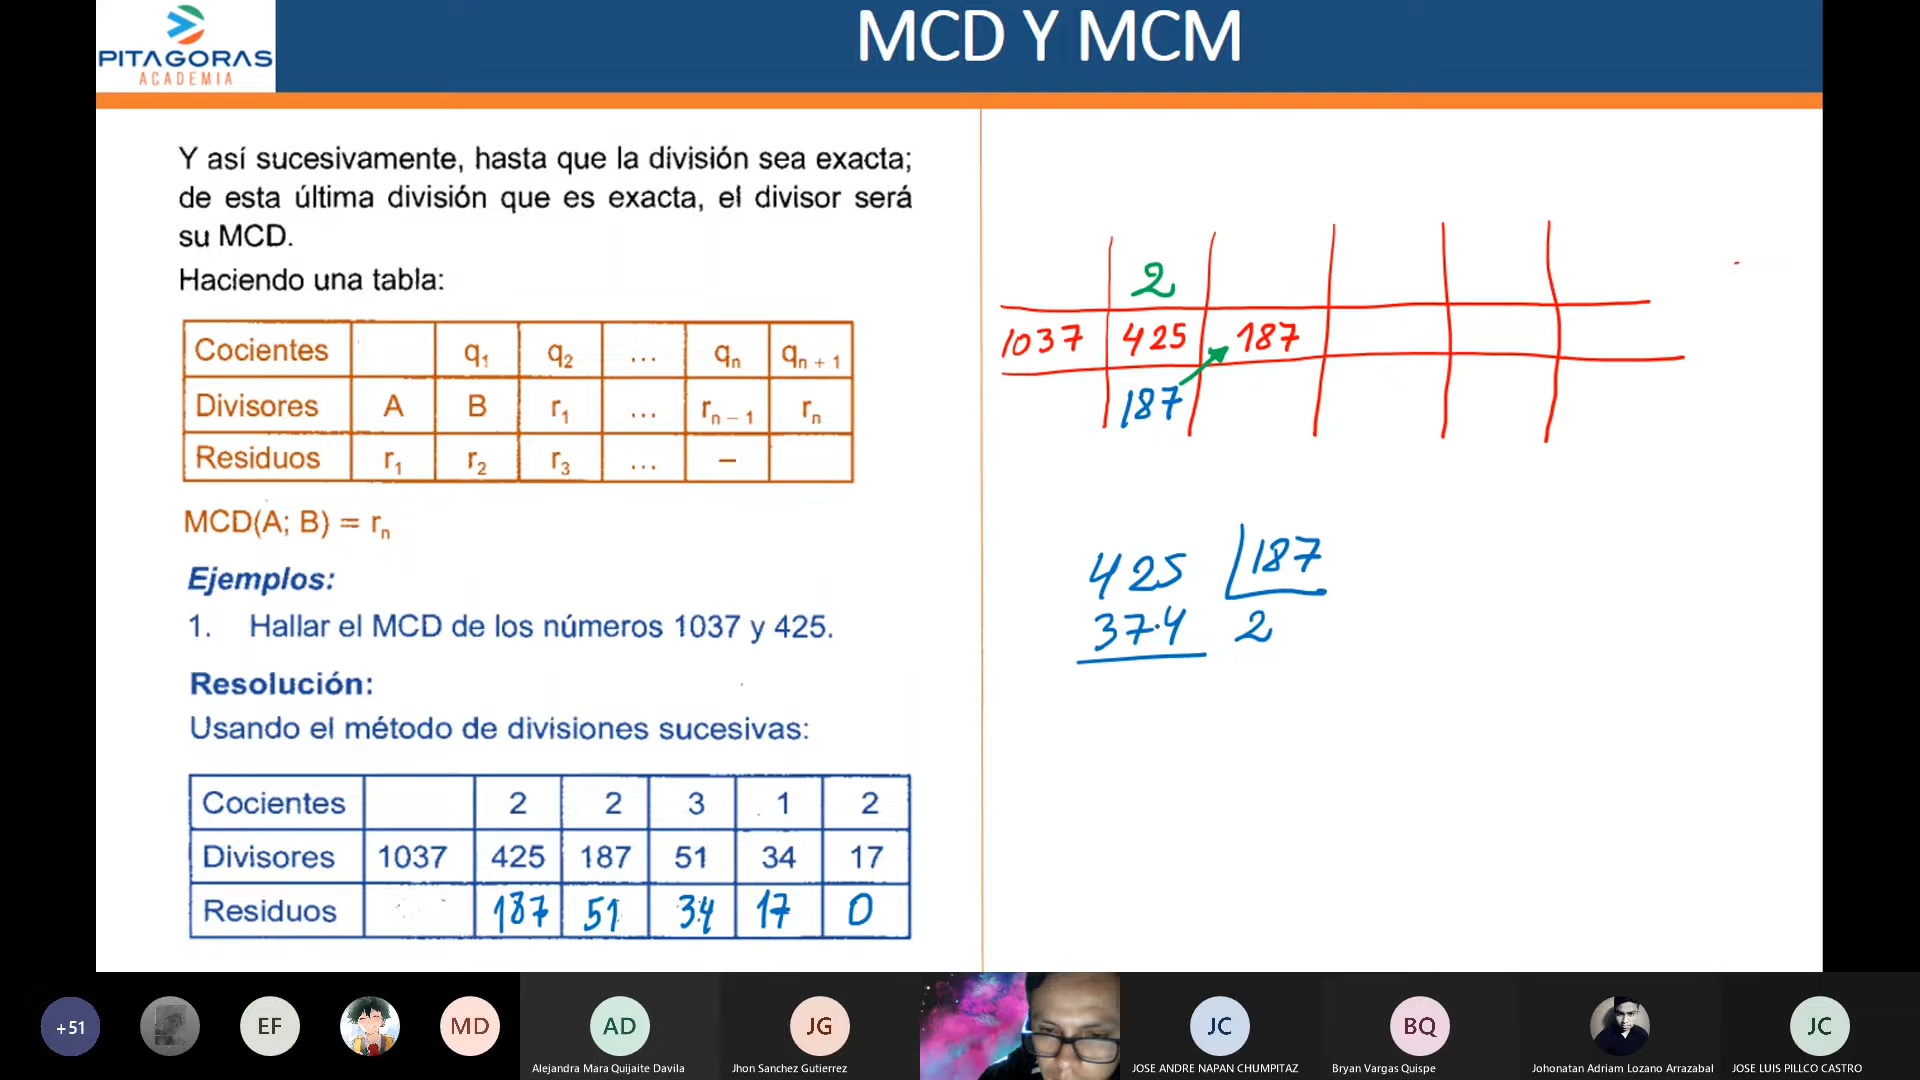 PITAGORAS
ACADEMIA
MCD Y MCM
Y así sucesivamente, hasta que la división sea exacta;
de esta última división que es exacta, el divisor será
su MCD.
Haciendo una tabla:
Cocientes q₁ q₂ ... qₙ qₙ ₊ ₁
Divisores A B r₁ ... rₙ ₋ ₁ rₙ
Residuos r₁ r₂ r₃ ... –
MCD(A; B) = rₙ
Ejemplos:
1. Hallar el MCD de los números 1037 y 425.
Resolución:
Usando el método de divisiones sucesivas:
Cocientes 2 2 3 1 2
Divisores 1037 425 187 51 34 17
Residuos 187 51 34 17 0
2
1037 425 187
187
425 187
37·4 2
+51
EF
MD
AD
Alejandra Mara Quijaite Davila
JG
Jhon Sanchez Gutierrez
JC
JOSE ANDRE NAPAN CHUMPITAZ
BQ
Bryan Vargas Quispe
Johonatan Adriam Lozano Arrazabal
JC
JOSE LUIS PILLCO CASTRO